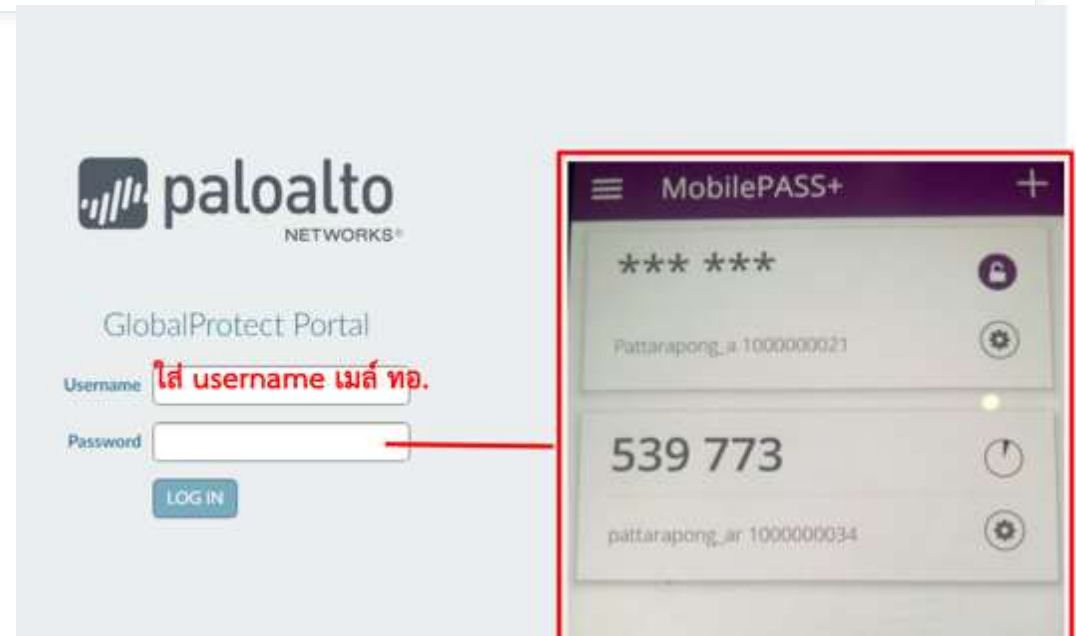 paloalto
NETWORKS®
GlobalProtect Portal
Username ใส่ username เมล์ ทอ.
Password
LOG IN
MobilePASS+
*** ***
Pattarapong_a 1000000021
539 773
pattarapong_ar 1000000034